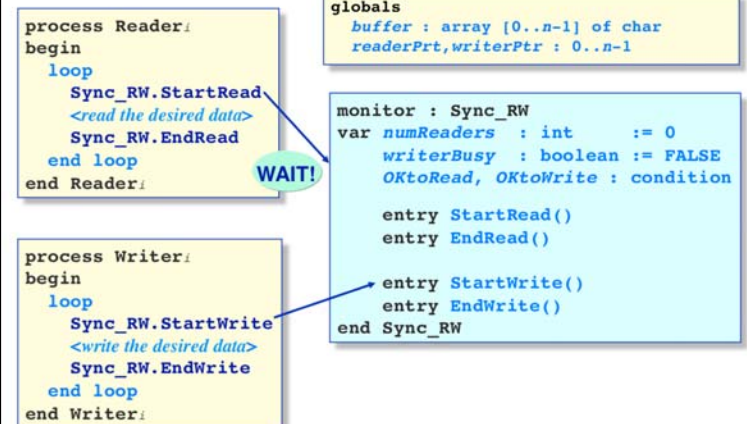 process Readeri
begin
loop
Sync_RW.StartRead
<read the desired data>
Sync_RW.EndRead
end loop
end Readeri
WAIT!
process Writeri
begin
loop
Sync_RW.StartWrite
<write the desired data>
Sync_RW.EndWrite
end loop
end Writeri
globals
buffer : array [0..n-1] of char
readerPrt,writerPtr : 0..n-1
monitor : Sync_RW
var numReaders : int := 0
writerBusy : boolean := FALSE
OKtoRead, OKtoWrite : condition
entry StartRead()
entry EndRead()
entry StartWrite()
entry EndWrite()
end Sync_RW